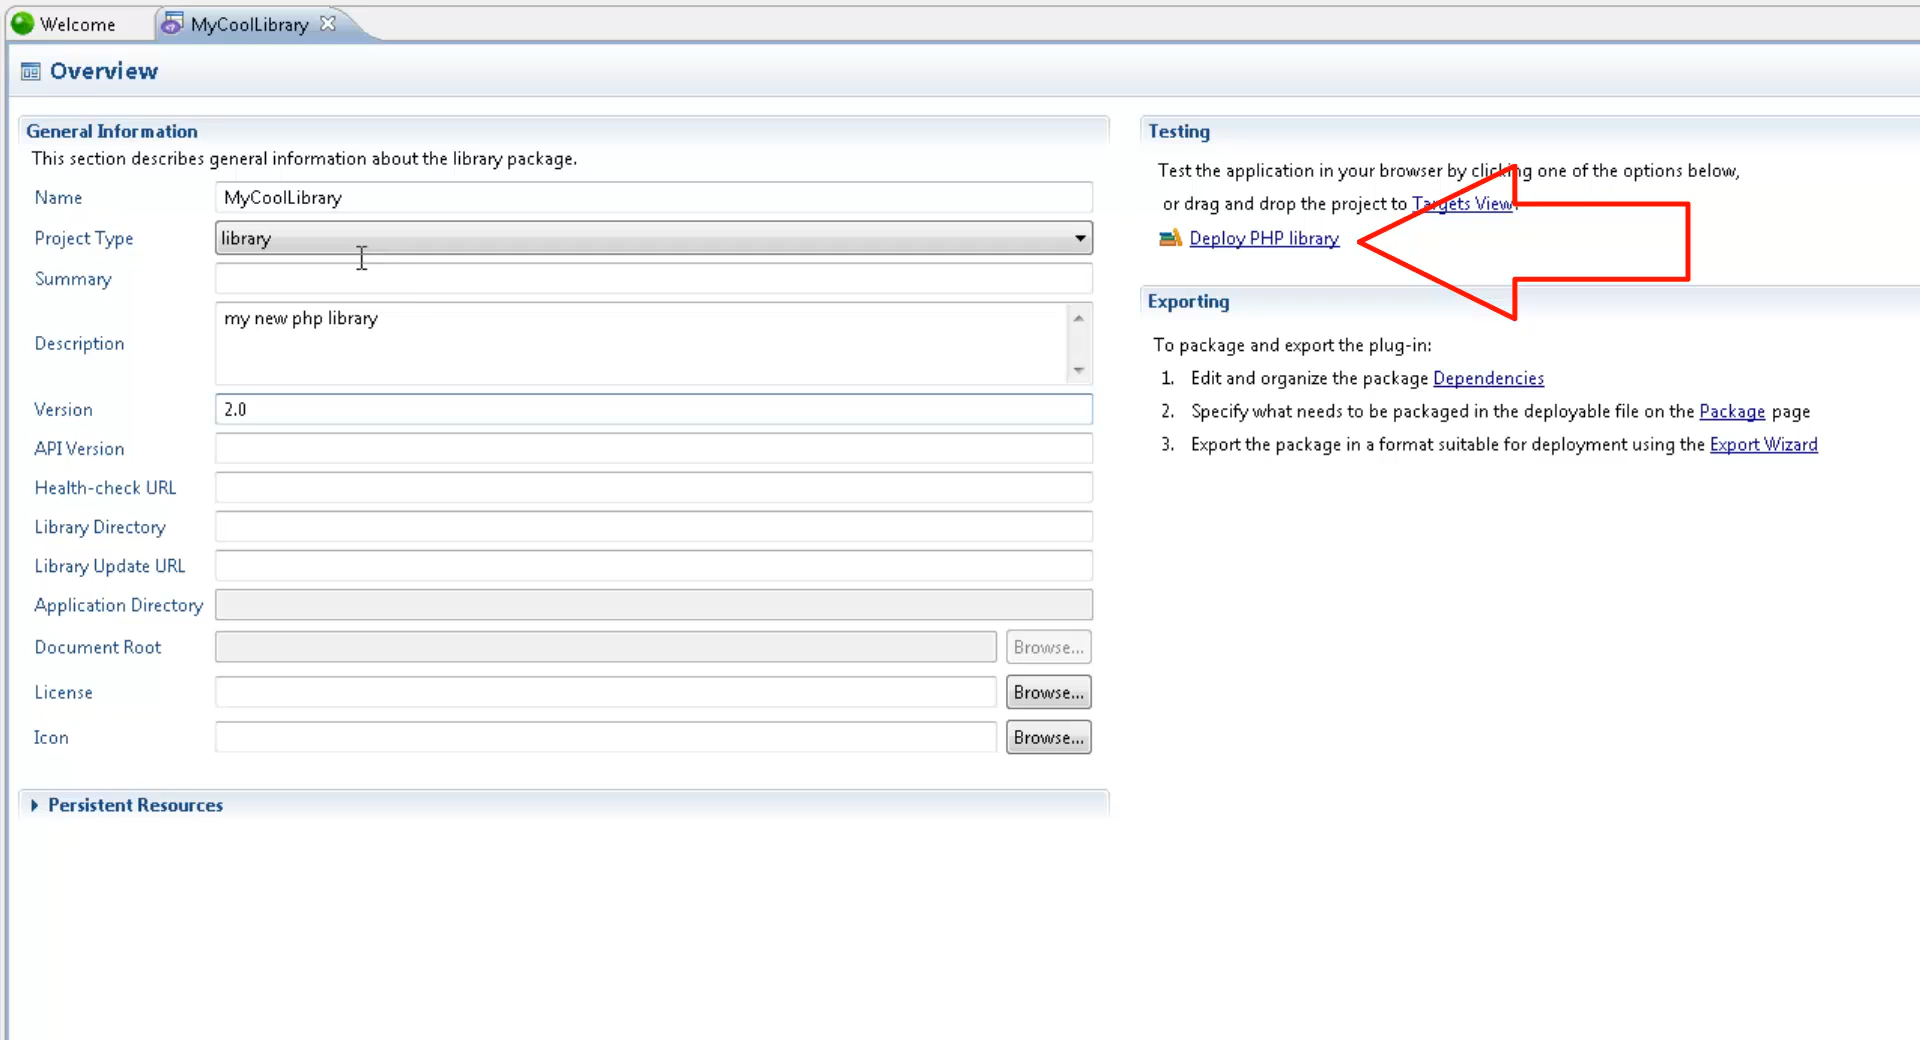 Welcome
MyCoolLibrary
Overview
General Information
This section describes general information about the library package.
Name
MyCoolLibrary
Project Type
library
Summary
Description
my new php library
Version
2.0
API Version
Health-check URL
Library Directory
Library Update URL
Application Directory
Document Root
Browse...
License
Browse...
Icon
Browse...
Persistent Resources
Testing
Test the application in your browser by clicking one of the options below,
or drag and drop the project to Targets View.
Deploy PHP library
Exporting
To package and export the plug-in:
1. Edit and organize the package Dependencies
2. Specify what needs to be packaged in the deployable file on the Package page
3. Export the package in a format suitable for deployment using the Export Wizard